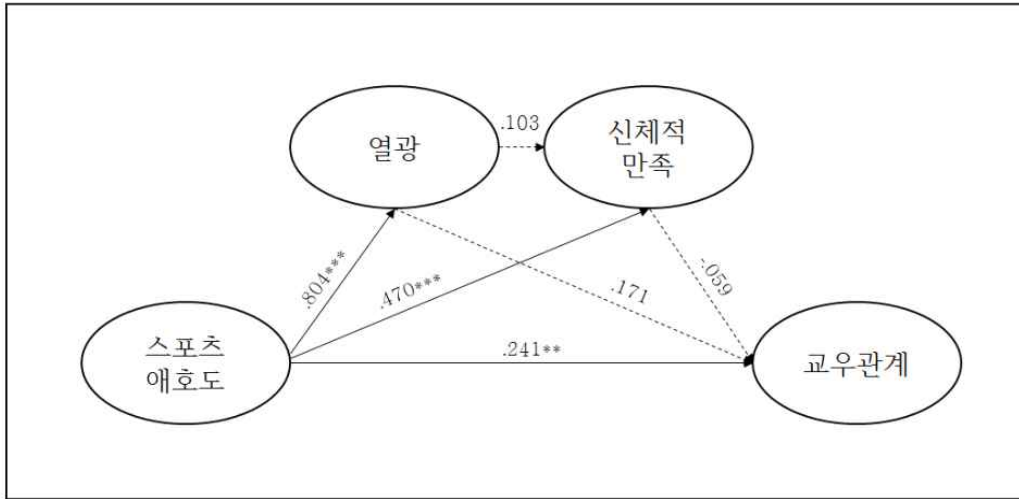 열광
.103
신체적
만족
.804***
.470***
.171
-.059
스포츠
애호도
.241**
교우관계